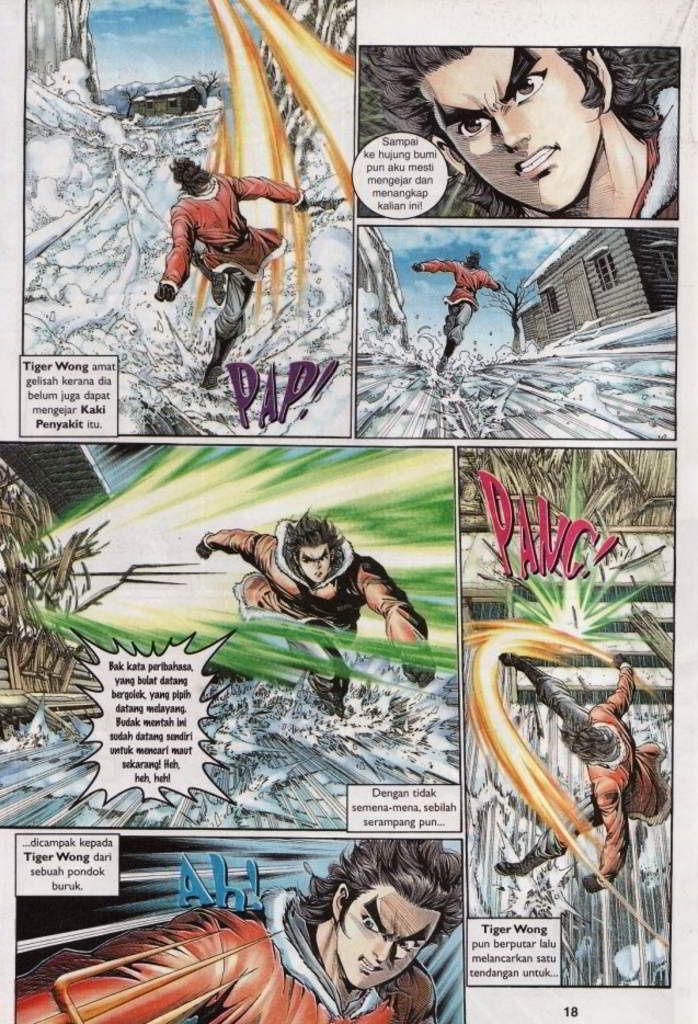 Tiger Wong amat
gelisah kerana dia
belum juga dapat
mengejar Kaki
Penyakit itu.
PAP!
Sampai
ke hujung bumi
pun aku mesti
mengejar dan
menangkap
kalian ini!
Bak kata peribahasa,
yang bulat datang
bergolek, yang pipih
datang melayang.
Budak mentah ini
sudah datang sendiri
untuk mencari maut
sekarang! Heh,
heh, heh!
Dengan tidak
semena-mena, sebilah
serampang pun...
...dicampak kepada
Tiger Wong dari
sebuah pondok
buruk.
Ah!
PANG!
Tiger Wong
pun berputar lalu
melancarkan satu
tendangan untuk...
18